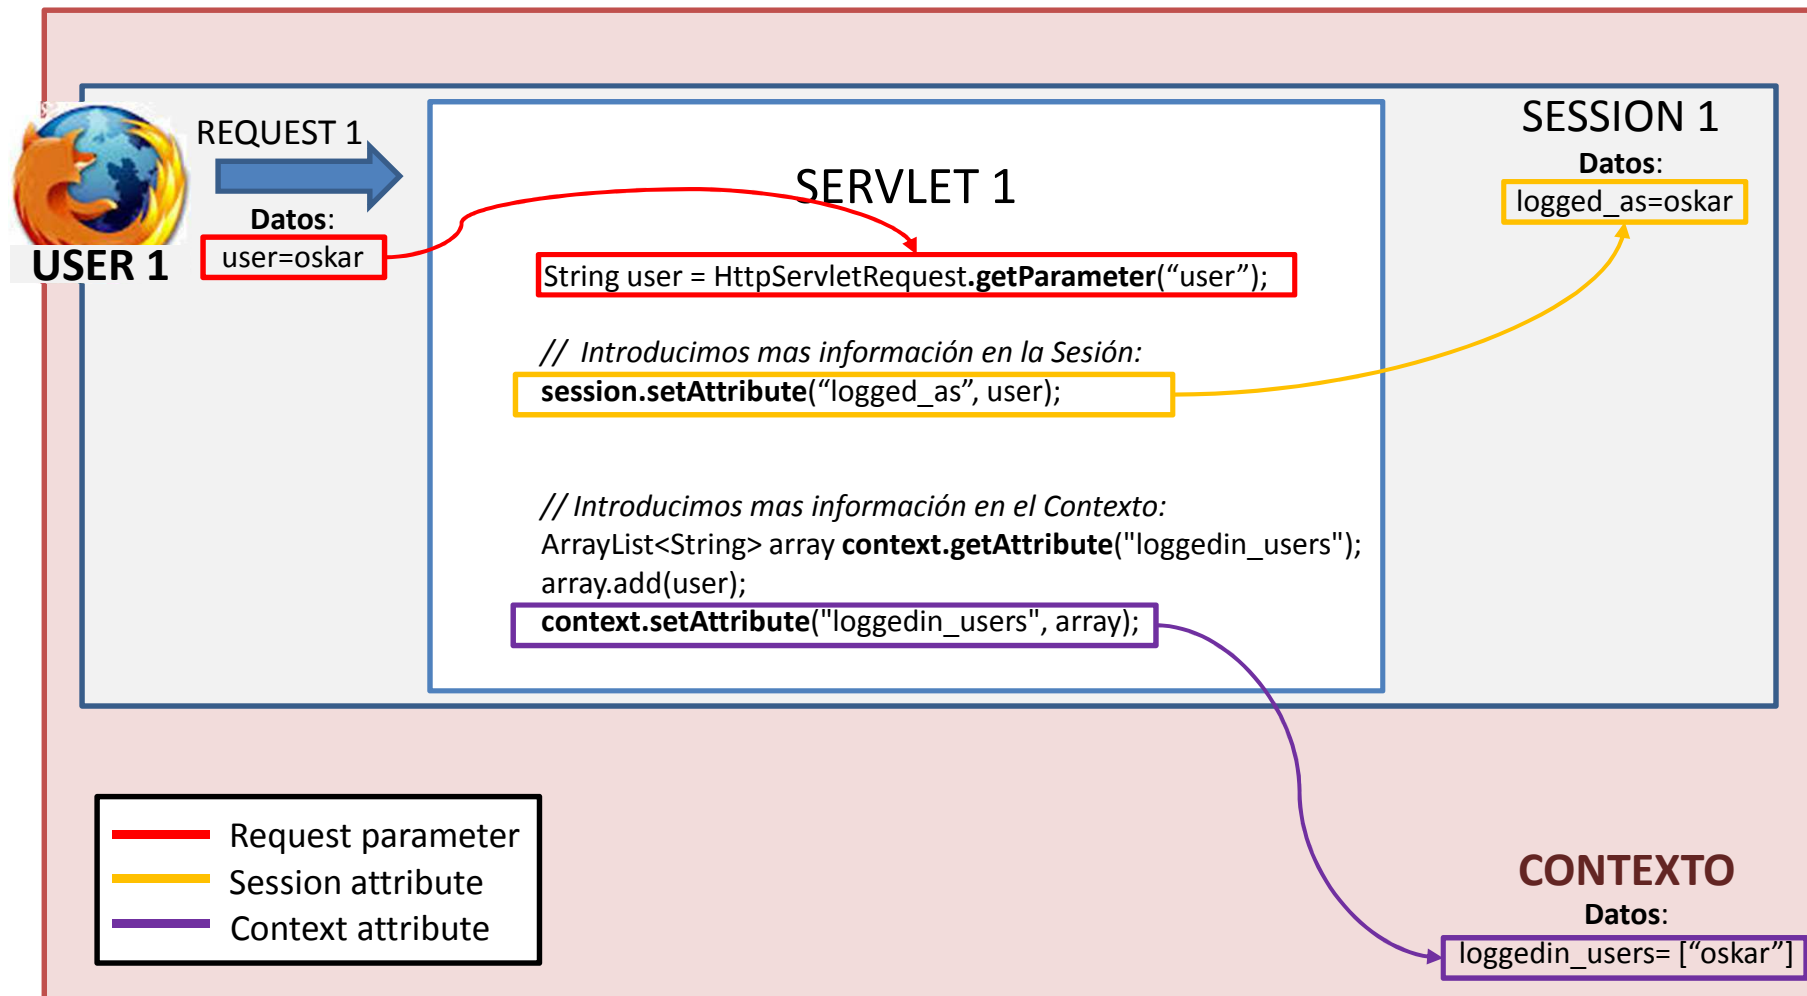 REQUEST 1
Datos:
user=oskar
USER 1
SERVLET 1
String user = HttpServletRequest.getParameter(“user”);
// Introducimos mas información en la Sesión:
session.setAttribute(“logged_as”, user);
// Introducimos mas información en el Contexto:
ArrayList<String> array context.getAttribute("loggedin_users");
array.add(user);
context.setAttribute("loggedin_users", array);
SESSION 1
Datos:
logged_as=oskar
Request parameter
Session attribute
Context attribute
CONTEXTO
Datos:
loggedin_users= [“oskar”]